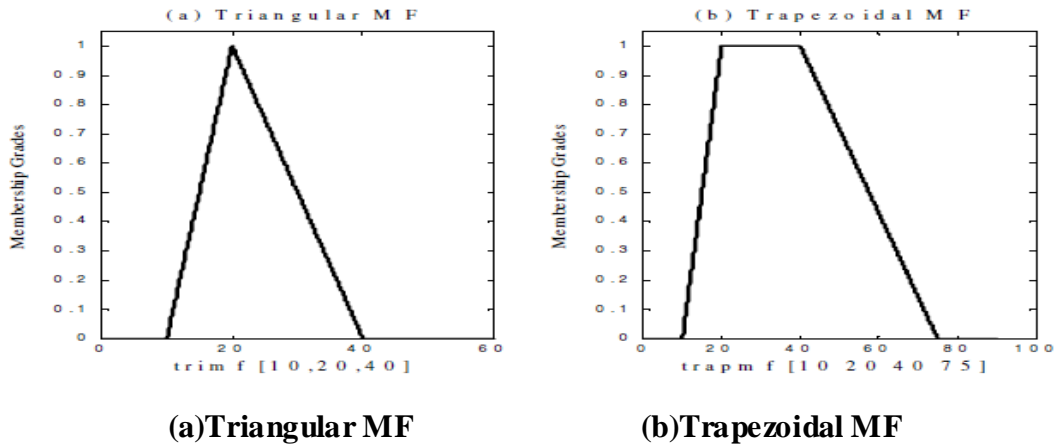 (a) Triangular MF
Membership Grades
1
0.9
0.8
0.7
0.6
0.5
0.4
0.3
0.2
0.1
0
0 20 40 60
trimf [10,20,40]
(b) Trapezoidal MF
Membership Grades
1
0.9
0.8
0.7
0.6
0.5
0.4
0.3
0.2
0.1
0
0 20 40 60 80 100
trapmf [10 20 40 75]
(a)Triangular MF
(b)Trapezoidal MF